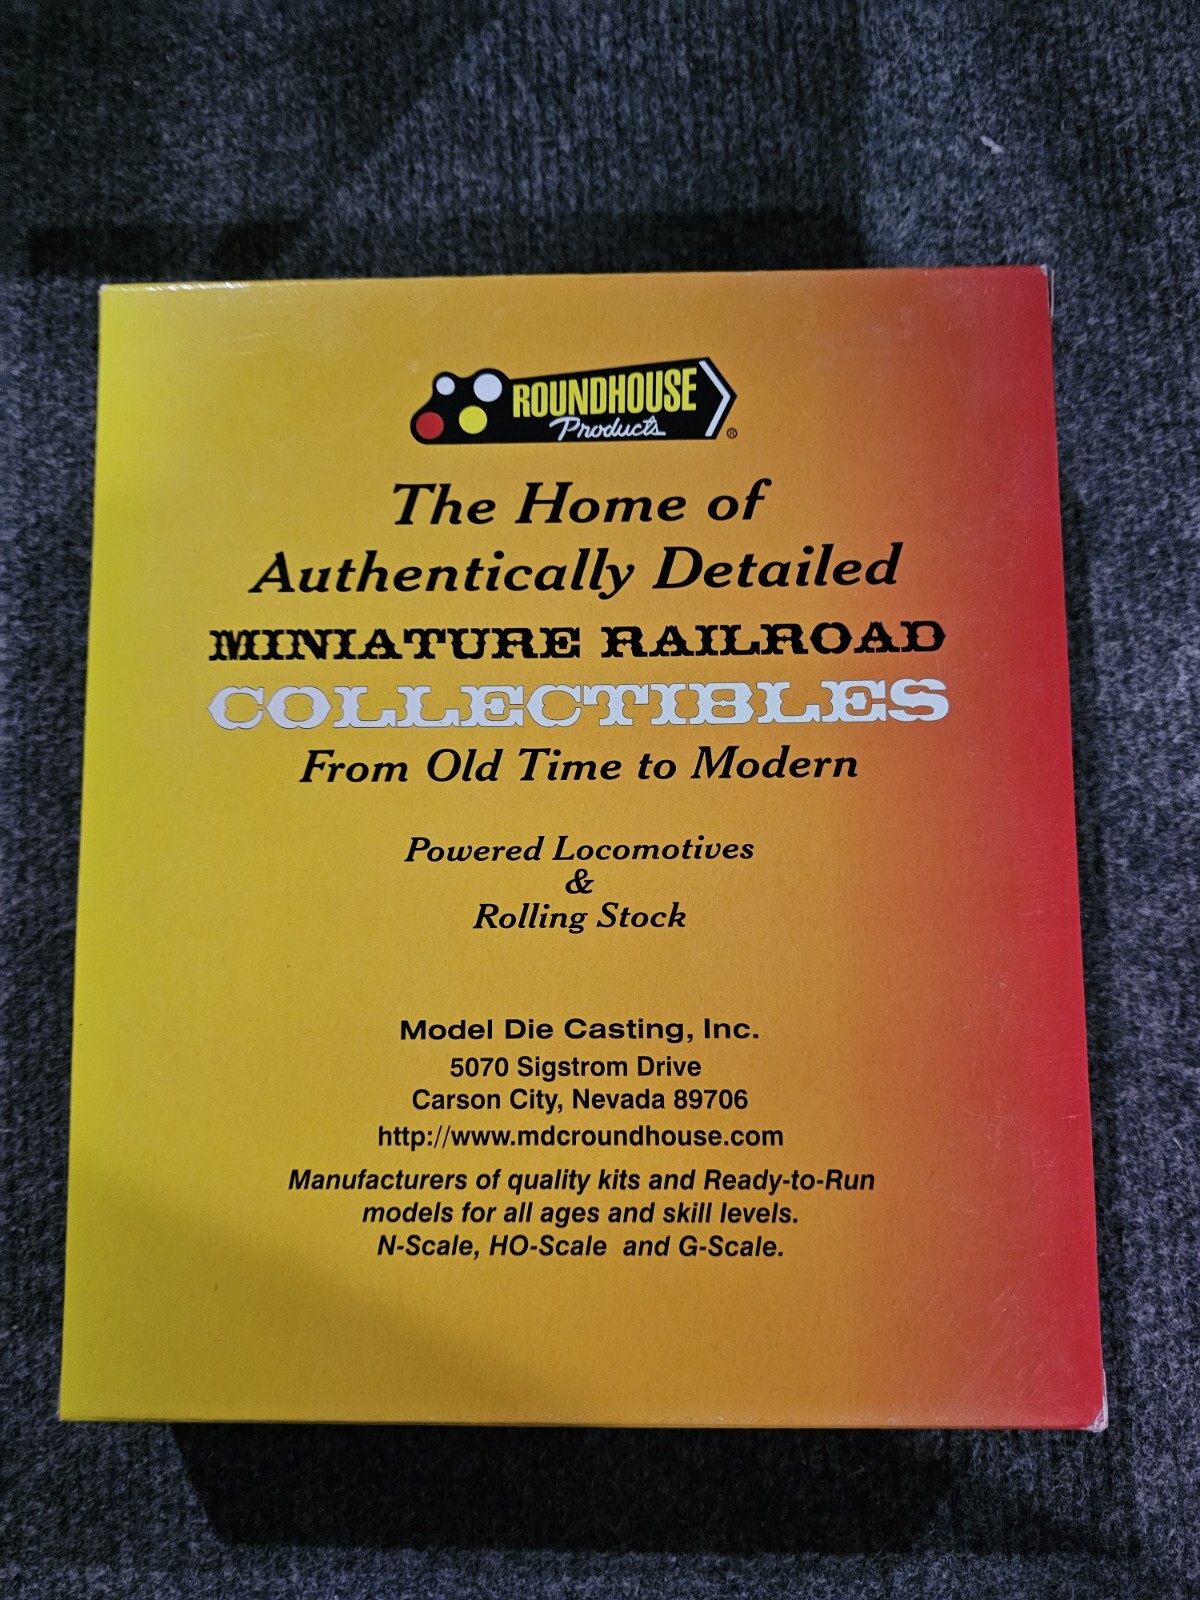 ROUNDHOUSE
Products
®
The Home of
Authentically Detailed
MINIATURE RAILROAD
COLLECTIBLES
From Old Time to Modern
Powered Locomotives
&
Rolling Stock
Model Die Casting, Inc.
5070 Sigstrom Drive
Carson City, Nevada 89706
http://www.mdcroundhouse.com
Manufacturers of quality kits and Ready-to-Run
models for all ages and skill levels.
N-Scale, HO-Scale and G-Scale.